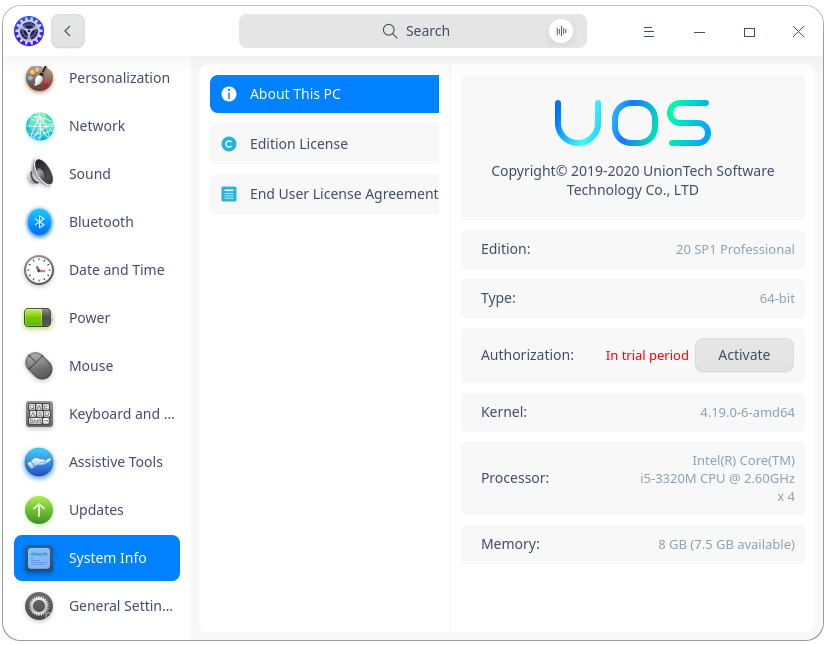 Search
Personalization
Network
Sound
Bluetooth
Date and Time
Power
Mouse
Keyboard and ...
Assistive Tools
Updates
System Info
General Settin...
About This PC
Edition License
End User License Agreement
UOS
Copyright© 2019-2020 UnionTech Software
Technology Co., LTD
Edition: 20 SP1 Professional
Type: 64-bit
Authorization: In trial period Activate
Kernel: 4.19.0-6-amd64
Processor: Intel(R) Core(TM)
i5-3320M CPU @ 2.60GHz
x 4
Memory: 8 GB (7.5 GB available)